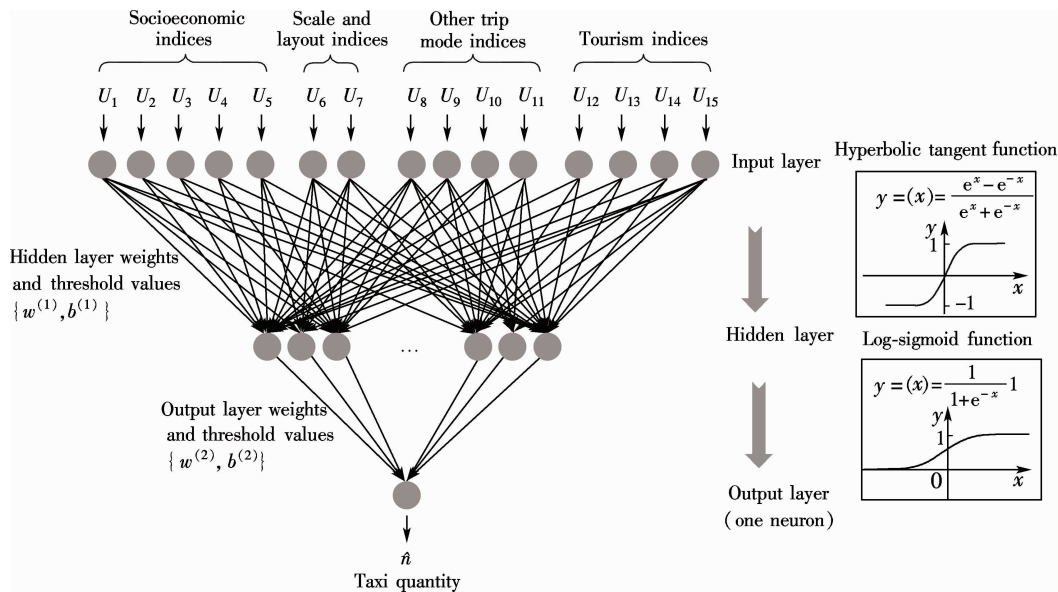 Socioeconomic
indices
Scale and
layout indices
Other trip
mode indices
Tourism indices
U₁ U₂ U₃ U₄ U₅ U₆ U₇ U₈ U₉ U₁₀ U₁₁ U₁₂ U₁₃ U₁₄ U₁₅
Input layer
Hyperbolic tangent function
y=(x)=(eˣ−e⁻ˣ)/(eˣ+e⁻ˣ)
y
1
x
−1
Hidden layer weights
and threshold values
{w⁽¹⁾,b⁽¹⁾}
Hidden layer
…
Log-sigmoid function
y=(x)=1/(1+e⁻ˣ)1
y
1
0
x
Output layer weights
and threshold values
{w⁽²⁾,b⁽²⁾}
Output layer
(one neuron)
n̂
Taxi quantity